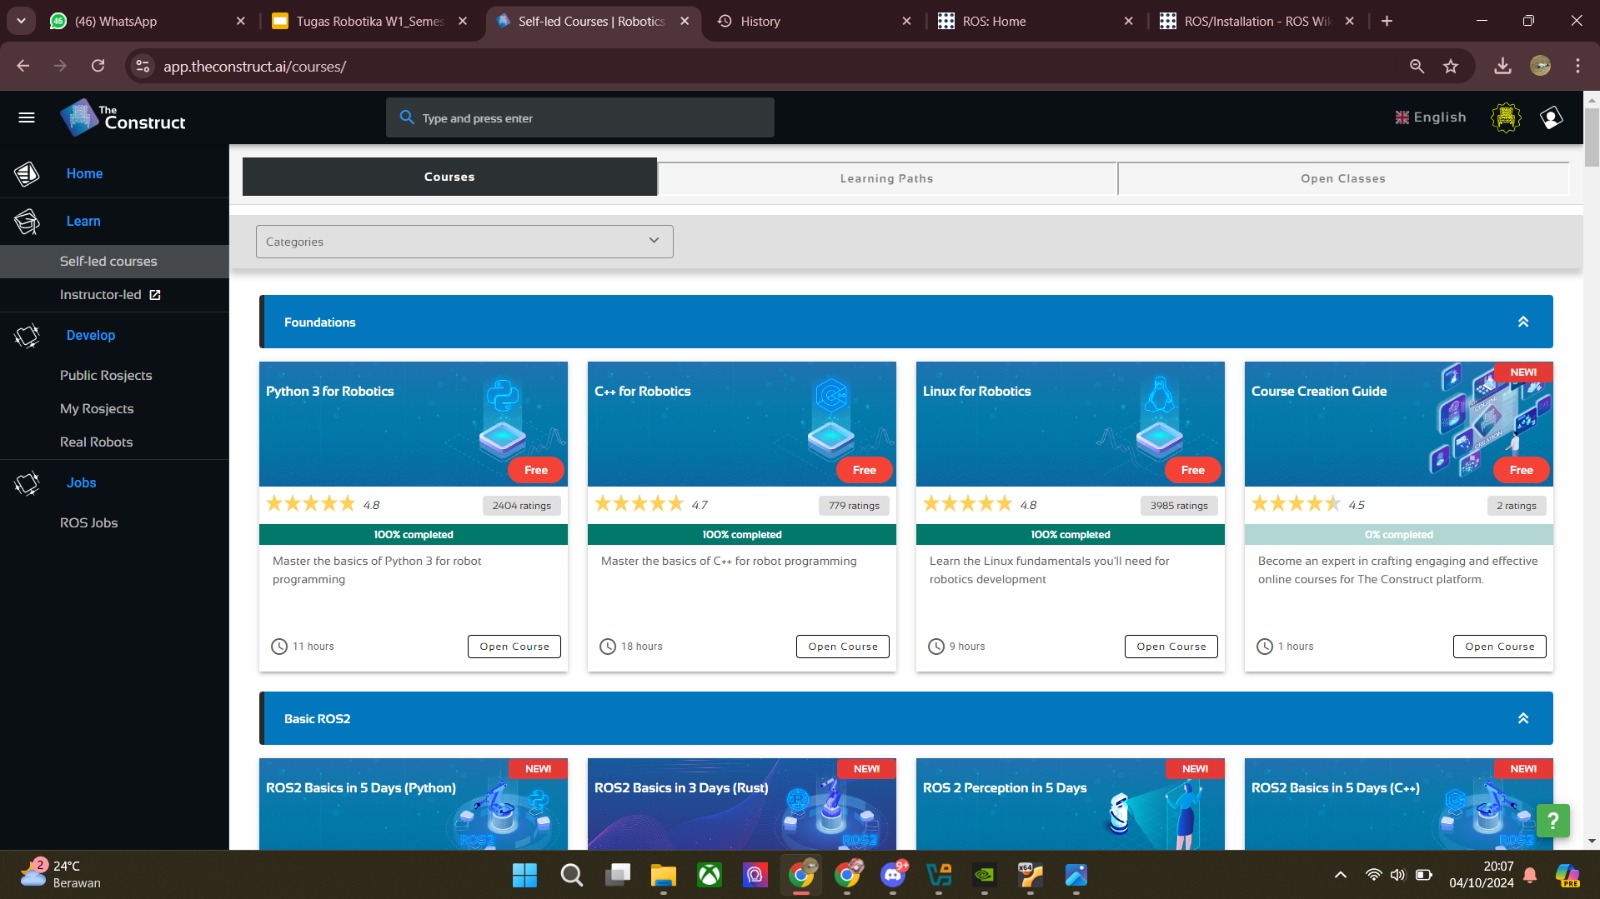 (46) WhatsApp
Tugas Robotika W1_Semes
Self-led Courses | Robotics
History
ROS: Home
ROS/Installation - ROS Wik
app.theconstruct.ai/courses/
The
Construct
Type and press enter
English
Home
Learn
Self-led courses
Instructor-led
Develop
Public Rosjects
My Rosjects
Real Robots
Jobs
ROS Jobs
Courses
Learning Paths
Open Classes
Categories
Foundations
Python 3 for Robotics
Free
4.8
2404 ratings
100% completed
Master the basics of Python 3 for robot
programming
11 hours
Open Course
C++ for Robotics
Free
4.7
779 ratings
100% completed
Master the basics of C++ for robot programming
18 hours
Open Course
Linux for Robotics
Free
4.8
3985 ratings
100% completed
Learn the Linux fundamentals you'll need for
robotics development
9 hours
Open Course
NEW!
Course Creation Guide
Free
4.5
2 ratings
0% completed
Become an expert in crafting engaging and effective
online courses for The Construct platform.
1 hours
Open Course
Basic ROS2
NEW!
ROS2 Basics in 5 Days (Python)
ROS2
NEW!
ROS2 Basics in 3 Days (Rust)
ROS2
NEW!
ROS 2 Perception in 5 Days
NEW!
ROS2 Basics in 5 Days (C++)
ROS2
?
2
24°C
Berawan
9+
X64
20:07
04/10/2024
PRE